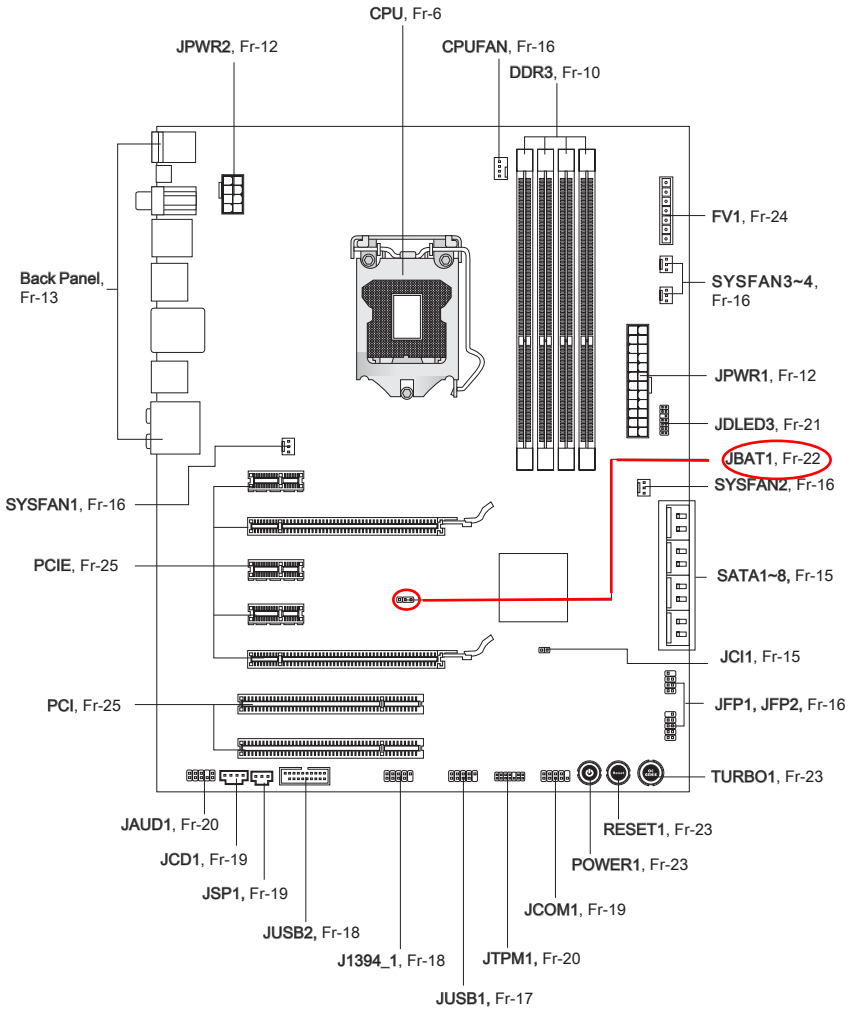 CPU, Fr-6
JPWR2, Fr-12
CPUFAN, Fr-16
DDR3, Fr-10
FV1, Fr-24
Back Panel,
Fr-13
SYSFAN3~4,
Fr-16
JPWR1, Fr-12
JDLED3, Fr-21
JBAT1, Fr-22
SYSFAN2, Fr-16
SYSFAN1, Fr-16
PCIE, Fr-25
SATA1~8, Fr-15
JCI1, Fr-15
PCI, Fr-25
JFP1, JFP2, Fr-16
Reset
OC
GENIE
TURBO1, Fr-23
JAUD1, Fr-20
RESET1, Fr-23
JCD1, Fr-19
POWER1, Fr-23
JSP1, Fr-19
JCOM1, Fr-19
JUSB2, Fr-18
J1394_1, Fr-18
JTPM1, Fr-20
JUSB1, Fr-17